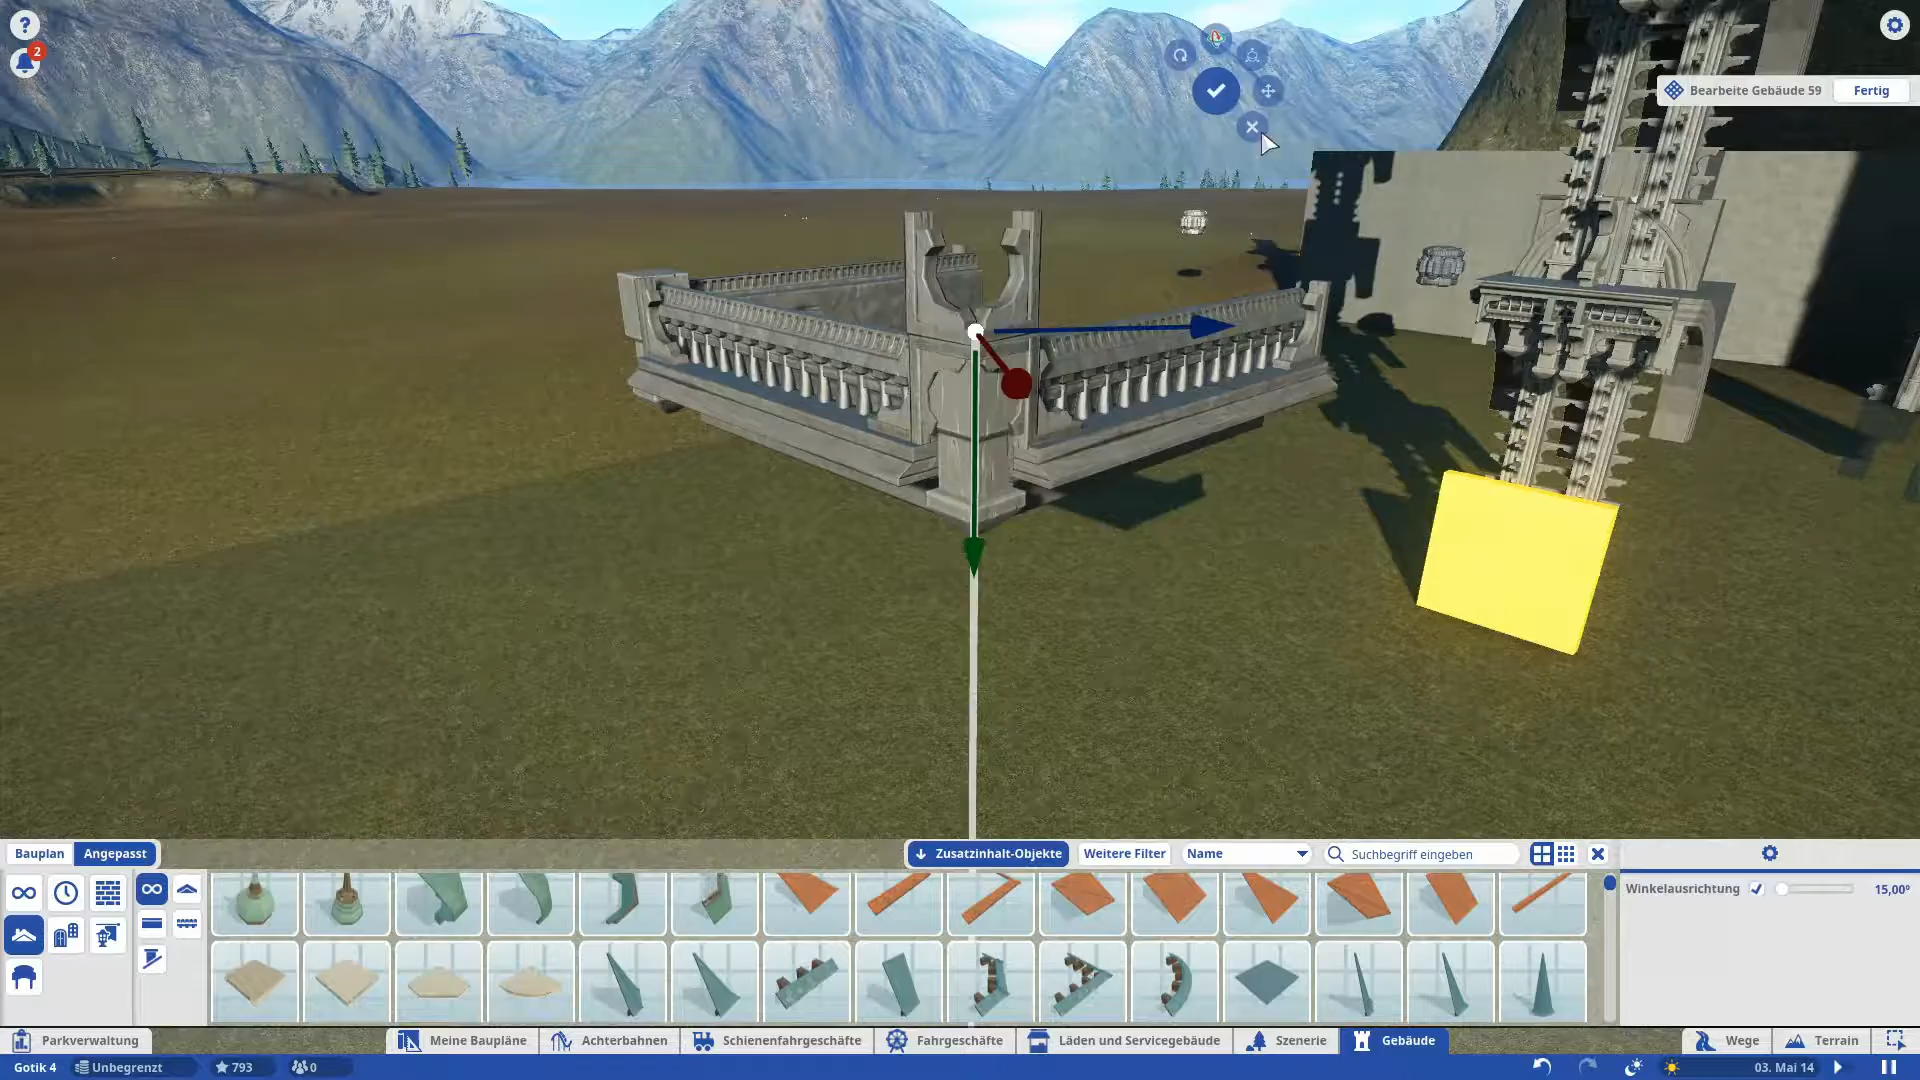 ?
2
Bearbeite Gebäude 59
Fertig
Bauplan
Angepasst
Zusatzinhalt-Objekte
Weitere Filter
Name
Suchbegriff eingeben
Winkelausrichtung
15,00°
Parkverwaltung
Meine Baupläne
Achterbahnen
Schienenfahrgeschäfte
Fahrgeschäfte
Läden und Servicegebäude
Szenerie
Gebäude
Wege
Terrain
Gotik 4
Unbegrenzt
793
0
03. Mai 14